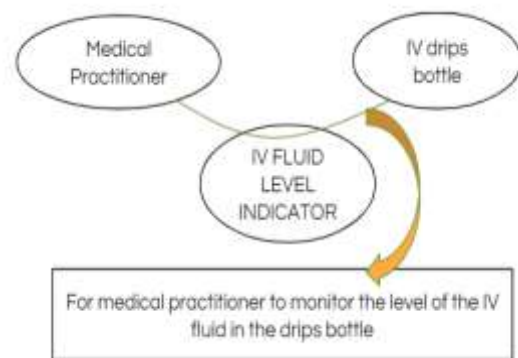 Medical
Practitioner
IV drips
bottle
IV FLUID
LEVEL
INDICATOR
For medical practitioner to monitor the level of the IV
fluid in the drips bottle